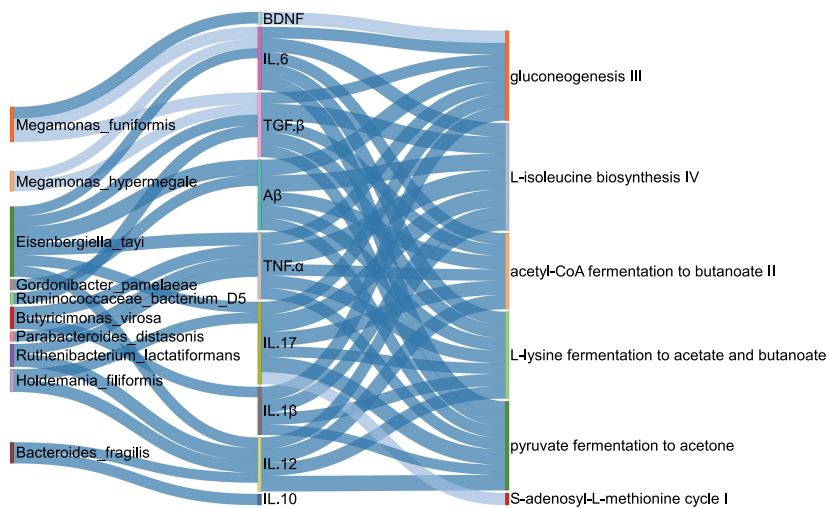 Megamonas_funiformis
Megamonas_hypermegale
Eisenbergiella_tayi
Gordonibacter_pamelaeae
Ruminococcaceae_bacterium_D5
Butyricimonas_virosa
Parabacteroides_distasonis
Ruthenibacterium_lactatiformans
Holdemania_filiformis
Bacteroides_fragilis
BDNF
IL.6
TGF.β
Aβ
TNF.α
IL.17
IL.1β
IL.12
IL.10
gluconeogenesis III
L-isoleucine biosynthesis IV
acetyl-CoA fermentation to butanoate II
L-lysine fermentation to acetate and butanoate
pyruvate fermentation to acetone
S-adenosyl-L-methionine cycle I